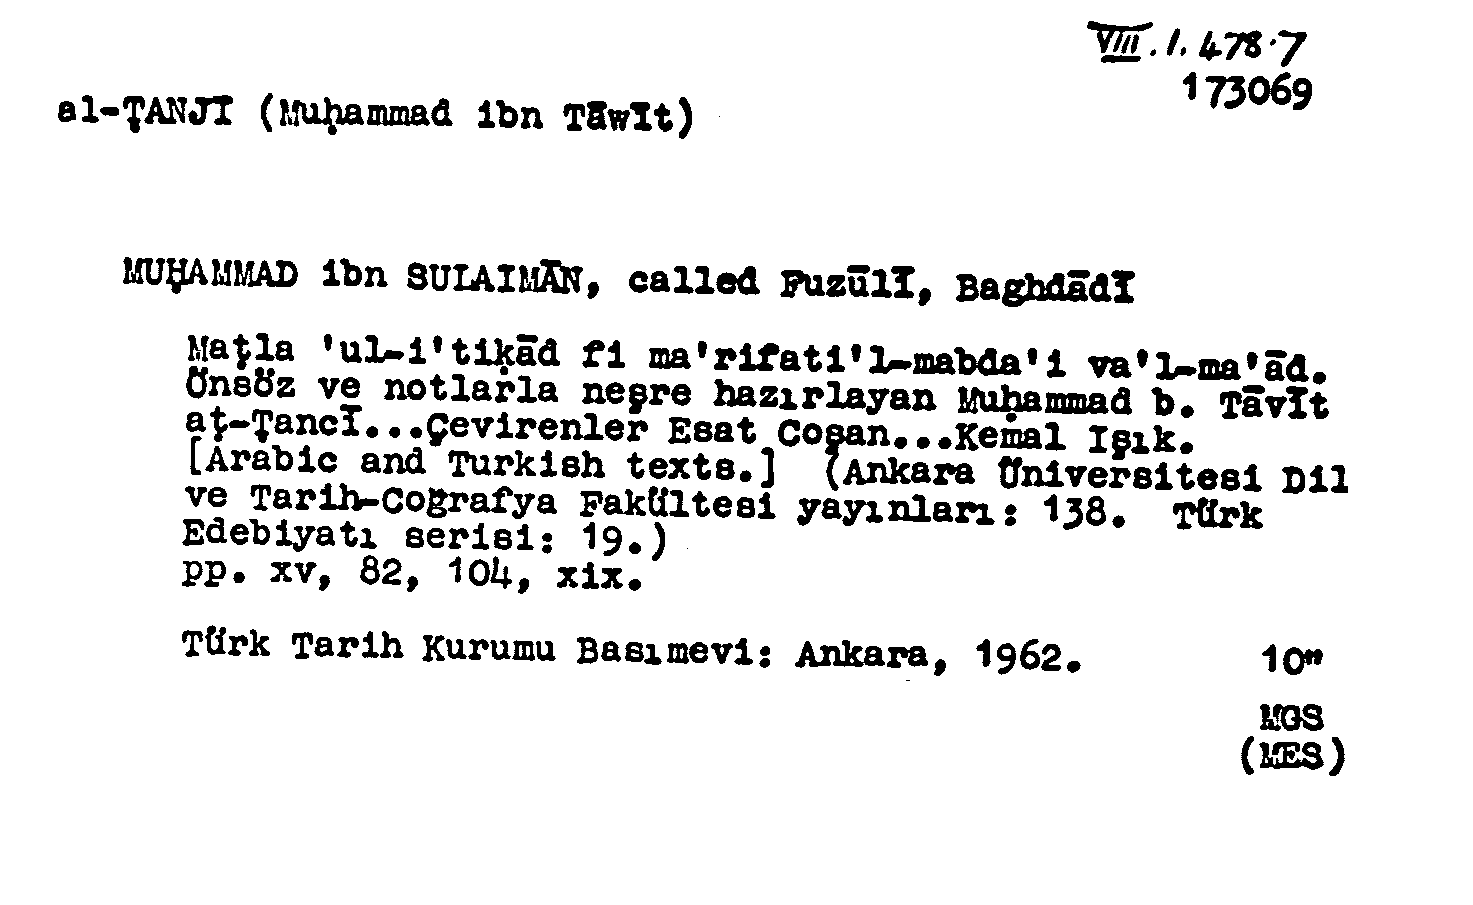 VIII.1.478.7
173069
al-ṬANJĪ (Muḥammad ibn Tāwīt)
MUḤAMMAD ibn SULAIMĀN, called Fuzūlī, Baghdādī
Maṭla 'ul-i'tiḳād fi ma'rifati'l-mabda'i va'l-ma'ād.
Önsöz ve notlarla neşre hazırlayan Muḥammad b. Tāvīt
aṭ-Ṭancī...Çevirenler Esat Coşan...Kemal Işık.
[Arabic and Turkish texts.] (Ankara Üniversitesi Dil
ve Tarih-Coğrafya Fakültesi yayınları: 138. Türk
Edebiyatı serisi: 19.)
pp. xv, 82, 104, xix.
Türk Tarih Kurumu Basımevi: Ankara, 1962. 10"
MGS
(MES)